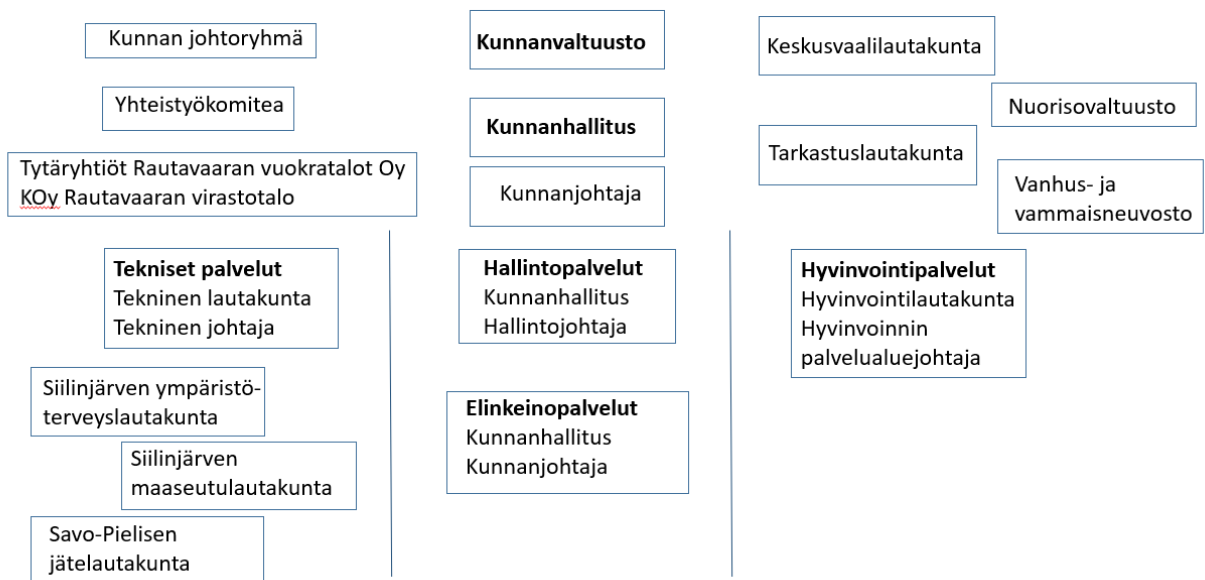 Kunnan johtoryhmä
Kunnanvaltuusto
Keskusvaalilautakunta
Yhteistyökomitea
Kunnanhallitus
Nuorisovaltuusto
Tarkastuslautakunta
Tytäryhtiöt Rautavaaran vuokratalot Oy
KOy Rautavaaran virastotalo
Kunnanjohtaja
Vanhus- ja
vammaisneuvosto
Tekniset palvelut
Tekninen lautakunta
Tekninen johtaja
Hallintopalvelut
Kunnanhallitus
Hallintojohtaja
Hyvinvointipalvelut
Hyvinvointilautakunta
Hyvinvoinnin
palvelualuejohtaja
Siilinjärven ympäristö-
terveyslautakunta
Elinkeinopalvelut
Kunnanhallitus
Kunnanjohtaja
Siilinjärven
maaseutulautakunta
Savo-Pielisen
jätelautakunta